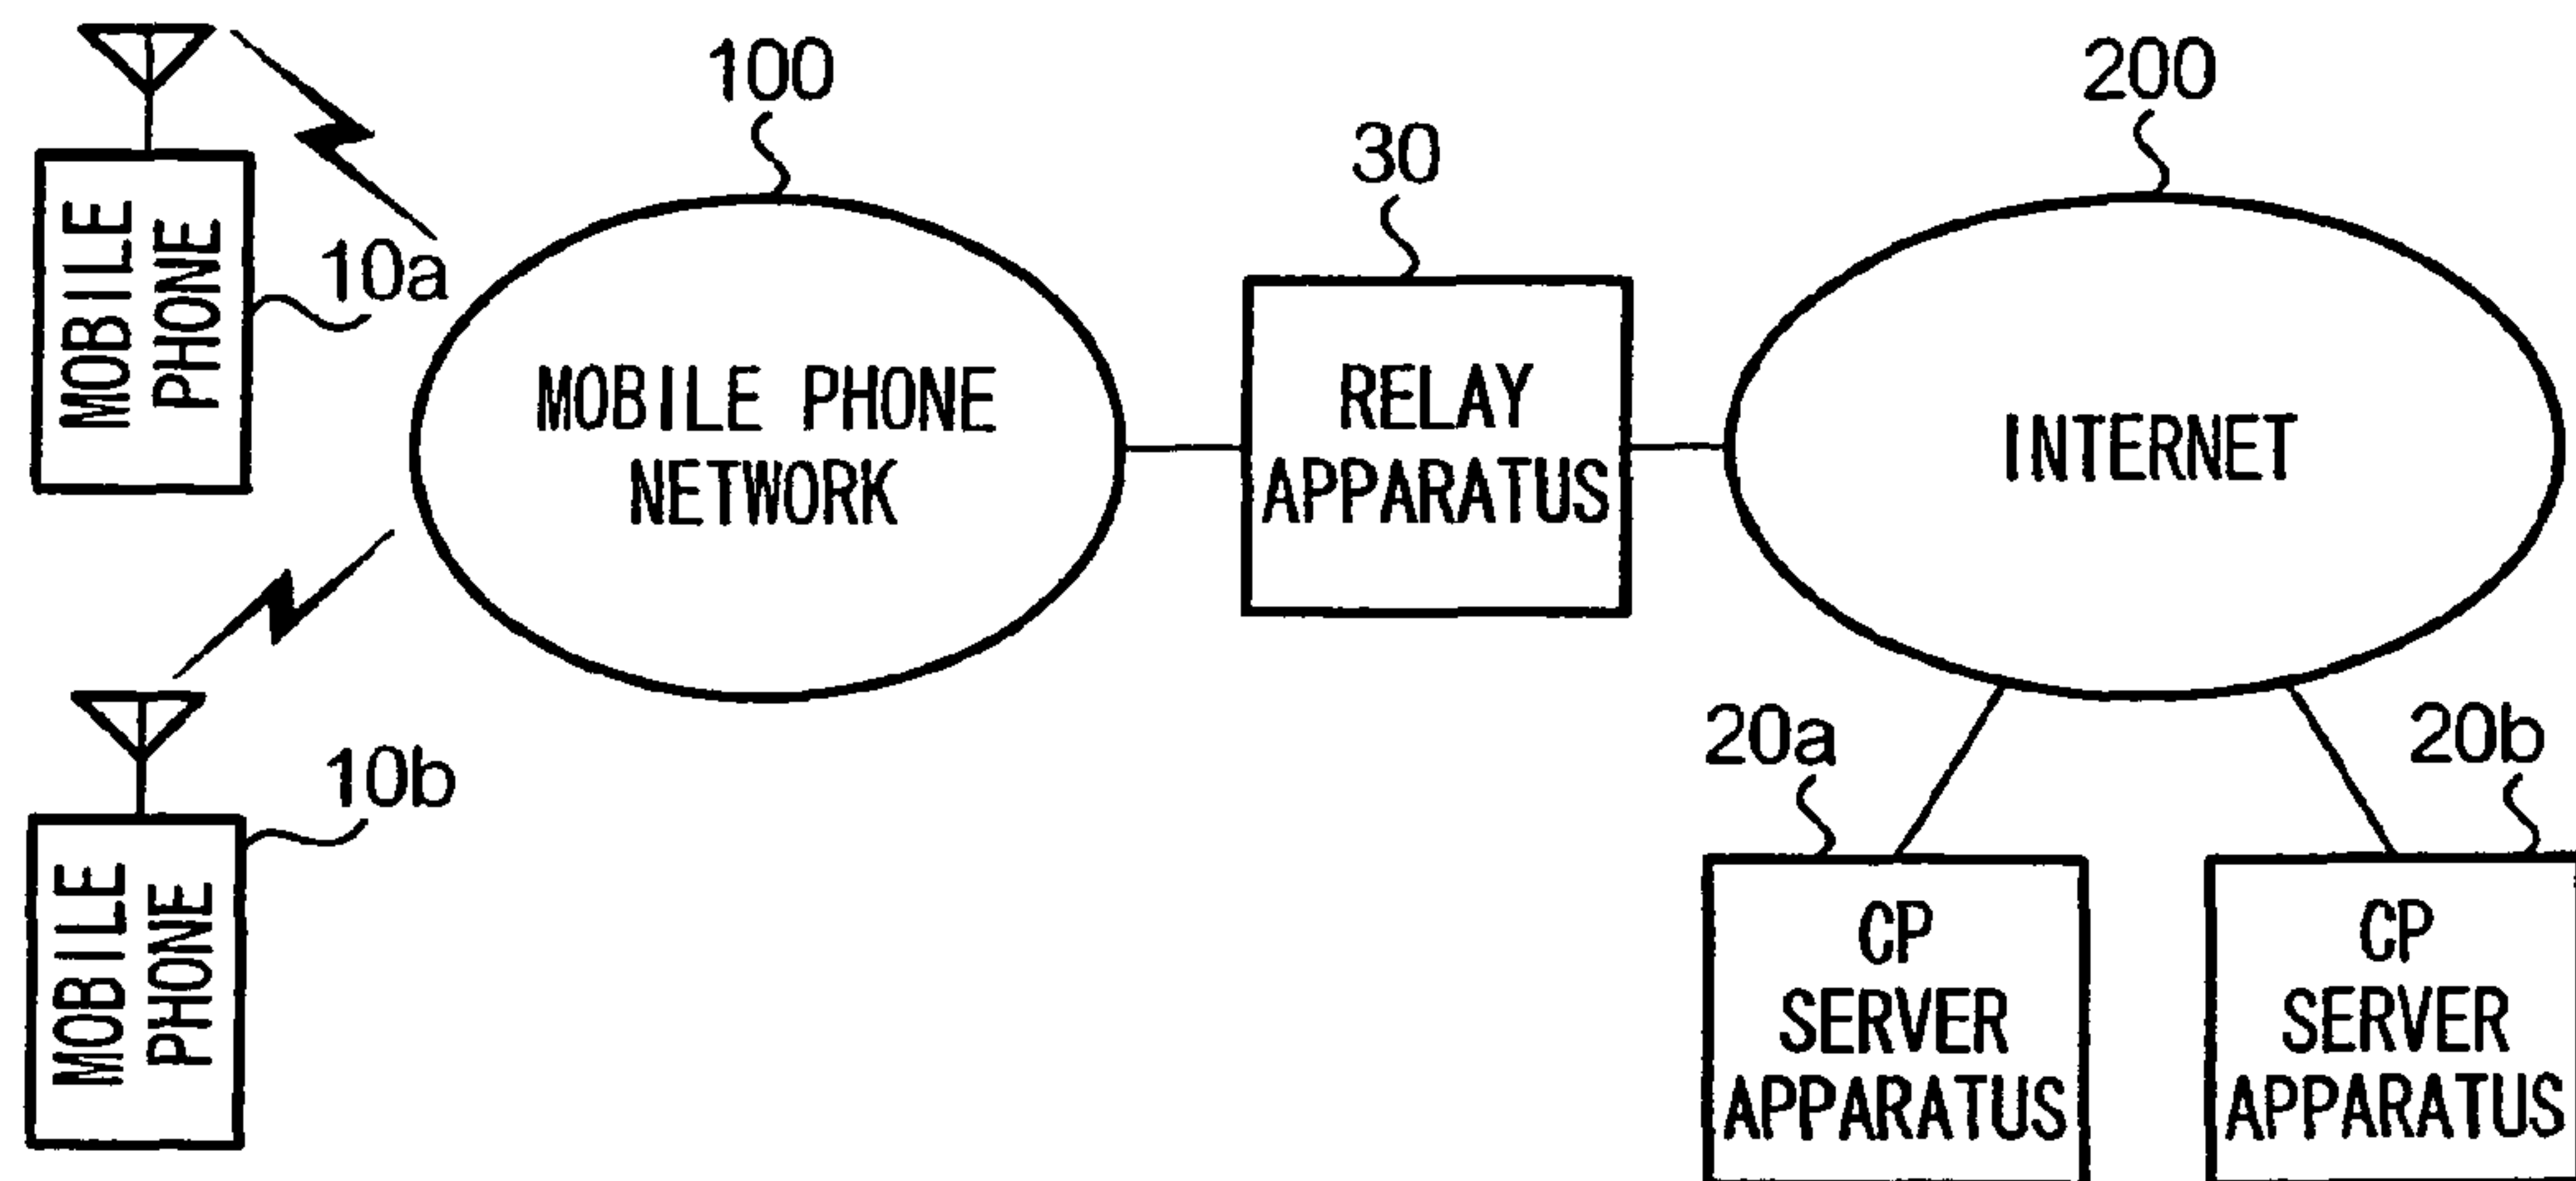 100
200
30
MOBILE
PHONE
10a
MOBILE PHONE
NETWORK
RELAY
APPARATUS
INTERNET
10b
MOBILE
PHONE
20a
20b
CP
SERVER
APPARATUS
CP
SERVER
APPARATUS